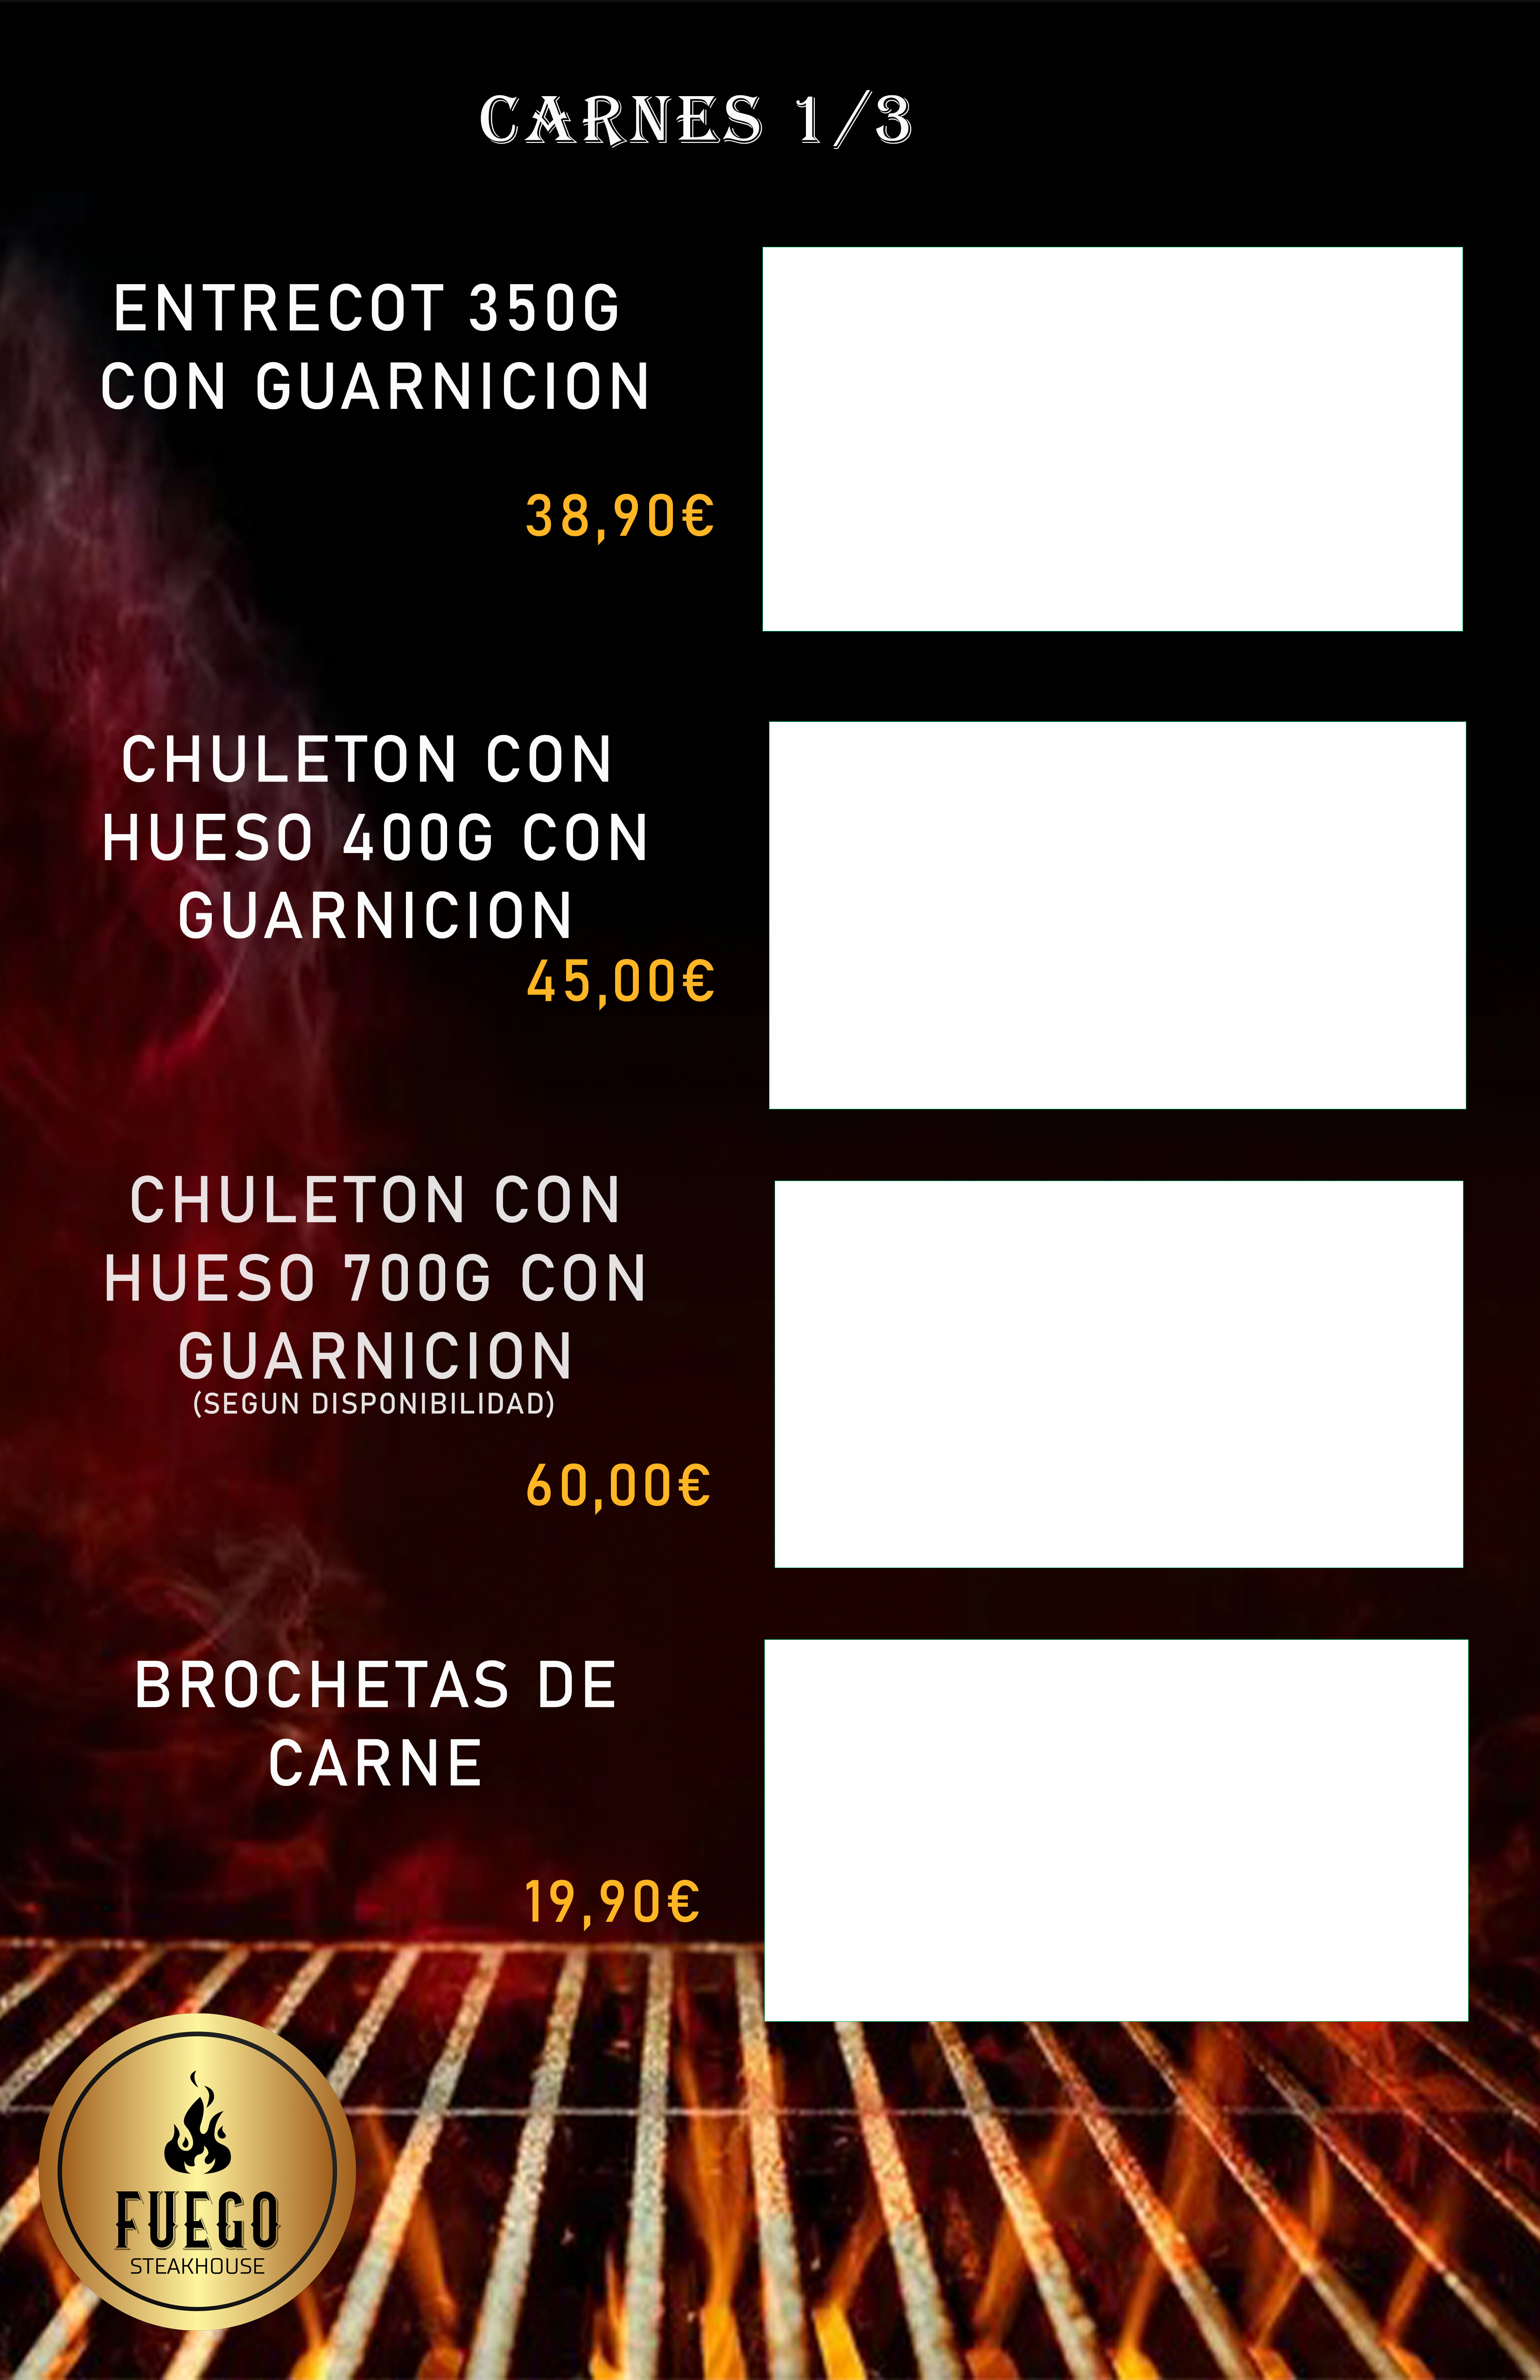 CARNES 1/3
ENTRECOT 350G
CON GUARNICION
38,90€
CHULETON CON
HUESO 400G CON
GUARNICION
45,00€
CHULETON CON
HUESO 700G CON
GUARNICION
(SEGUN DISPONIBILIDAD)
60,00€
BROCHETAS DE
CARNE
19,90€
FUEGO
STEAKHOUSE